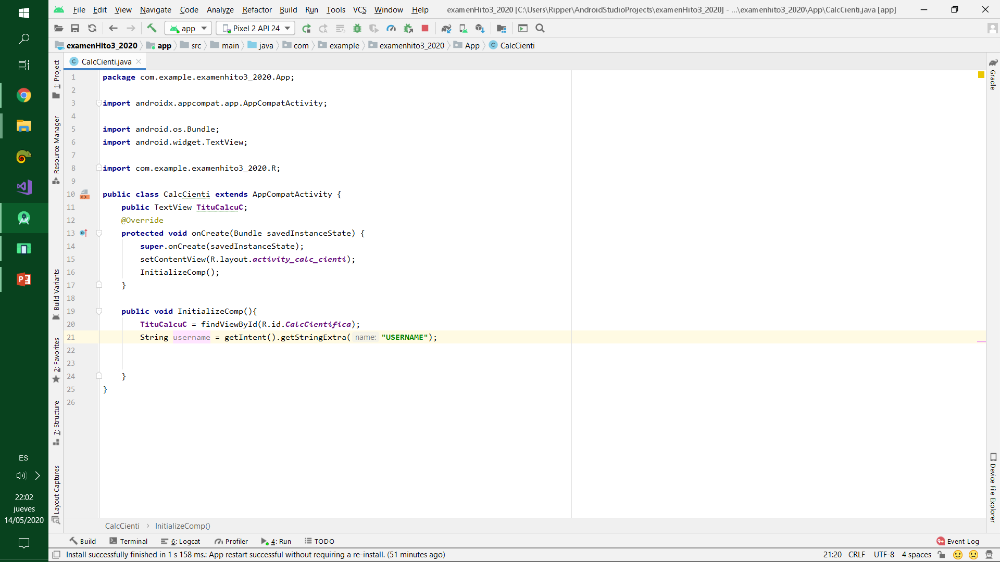 File Edit View Navigate Code Analyze Refactor Build Run Tools VCS Window Help examenHito3_2020 [C:\Users\Ripper\AndroidStudioProjects\examenHito3_2020] - ...\examenhito3_2020\App\CalcCienti.java [app]
app Pixel 2 API 24
examenHito3_2020 app src main java com example examenhito3_2020 App CalcCienti
CalcCienti.java
1 package com.example.examenhito3_2020.App;
2
3 import androidx.appcompat.app.AppCompatActivity;
4
5 import android.os.Bundle;
6 import android.widget.TextView;
7
8 import com.example.examenhito3_2020.R;
9
10 public class CalcCienti extends AppCompatActivity {
11 public TextView TituCalcuC;
12 @Override
13 protected void onCreate(Bundle savedInstanceState) {
14 super.onCreate(savedInstanceState);
15 setContentView(R.layout.activity_calc_cienti);
16 InitializeComp();
17 }
18
19 public void InitializeComp(){
20 TituCalcuC = findViewById(R.id.CalcCientifica);
21 String username = getIntent().getStringExtra( name: "USERNAME");
22
23
24 }
25 }
26
1: Project
Resource Manager
Build Variants
2: Favorites
7: Structure
Layout Captures
Gradle
Device File Explorer
ES
22:02
jueves
14/05/2020
CalcCienti › InitializeComp()
Build Terminal 6: Logcat Profiler 4: Run TODO 9+ Event Log
Install successfully finished in 1 s 158 ms.: App restart successful without requiring a re-install. (51 minutes ago) 21:20 CRLF UTF-8 4 spaces